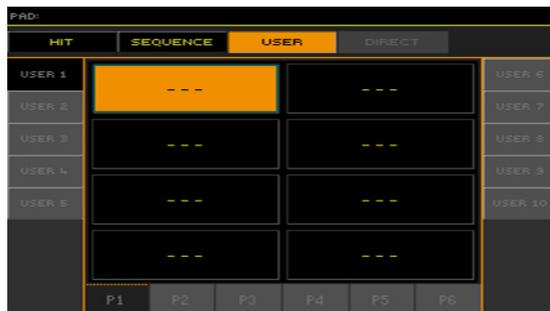 PAD:
HIT SEQUENCE USER DIRECT
USER 1 --- --- USER 6
USER 2 USER 7
USER 3 --- --- USER 8
USER 4 --- --- USER 9
USER 5 USER 10
--- ---
P1 P2 P3 P4 P5 P6